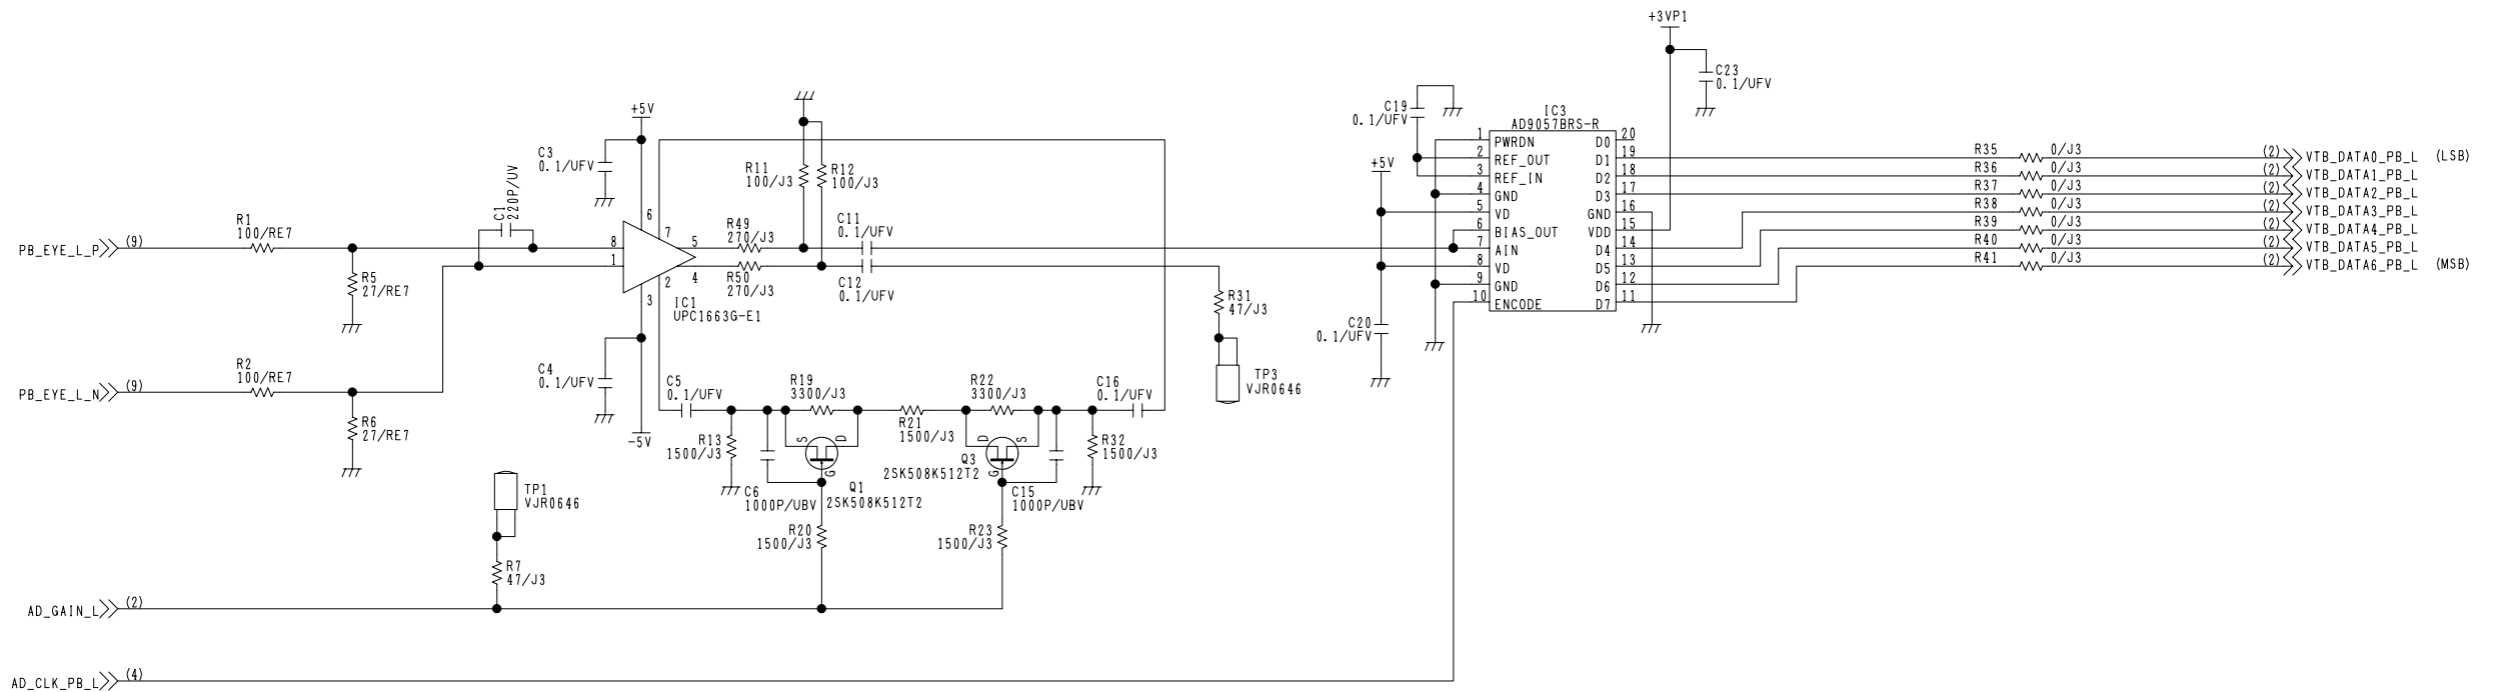 +3VP1
C23
0.1/UFV
+5V
C3
0.1/UFV
C1
220P/UV
R11
100/J3
R12
100/J3
C19
0.1/UFV
IC3
AD9057BRS-R
+5V
1 PWRDN D0 20
2 REF_OUT D1 19
3 REF_IN D2 18
4 GND D3 17
5 VD GND 16
6 BIAS_OUT VDD 15
7 AIN D4 14
8 VD D5 13
9 GND D6 12
10 ENCODE D7 11
R35 0/J3 (2) VTB_DATA0_PB_L (LSB)
R36 0/J3 (2) VTB_DATA1_PB_L
R37 0/J3 (2) VTB_DATA2_PB_L
R38 0/J3 (2) VTB_DATA3_PB_L
R39 0/J3 (2) VTB_DATA4_PB_L
R40 0/J3 (2) VTB_DATA5_PB_L
R41 0/J3 (2) VTB_DATA6_PB_L (MSB)
PB_EYE_L_P (9)
R1
100/RE7
R5
27/RE7
8
1
6
7
5
4
2
3
IC1
UPC1663G-E1
R49
270/J3
R50
270/J3
C11
0.1/UFV
C12
0.1/UFV
R31
47/J3
C20
0.1/UFV
TP3
VJR0646
PB_EYE_L_N (9)
R2
100/RE7
R6
27/RE7
C4
0.1/UFV
-5V
C5
0.1/UFV
R19
3300/J3
R22
3300/J3
C16
0.1/UFV
R13
1500/J3
S
D
G
R21
1500/J3
D
S
G
R32
1500/J3
Q3
2SK508K512T2
C6
1000P/UBV
Q1
2SK508K512T2
C15
1000P/UBV
TP1
VJR0646
R20
1500/J3
R23
1500/J3
R7
47/J3
AD_GAIN_L (2)
AD_CLK_PB_L (4)